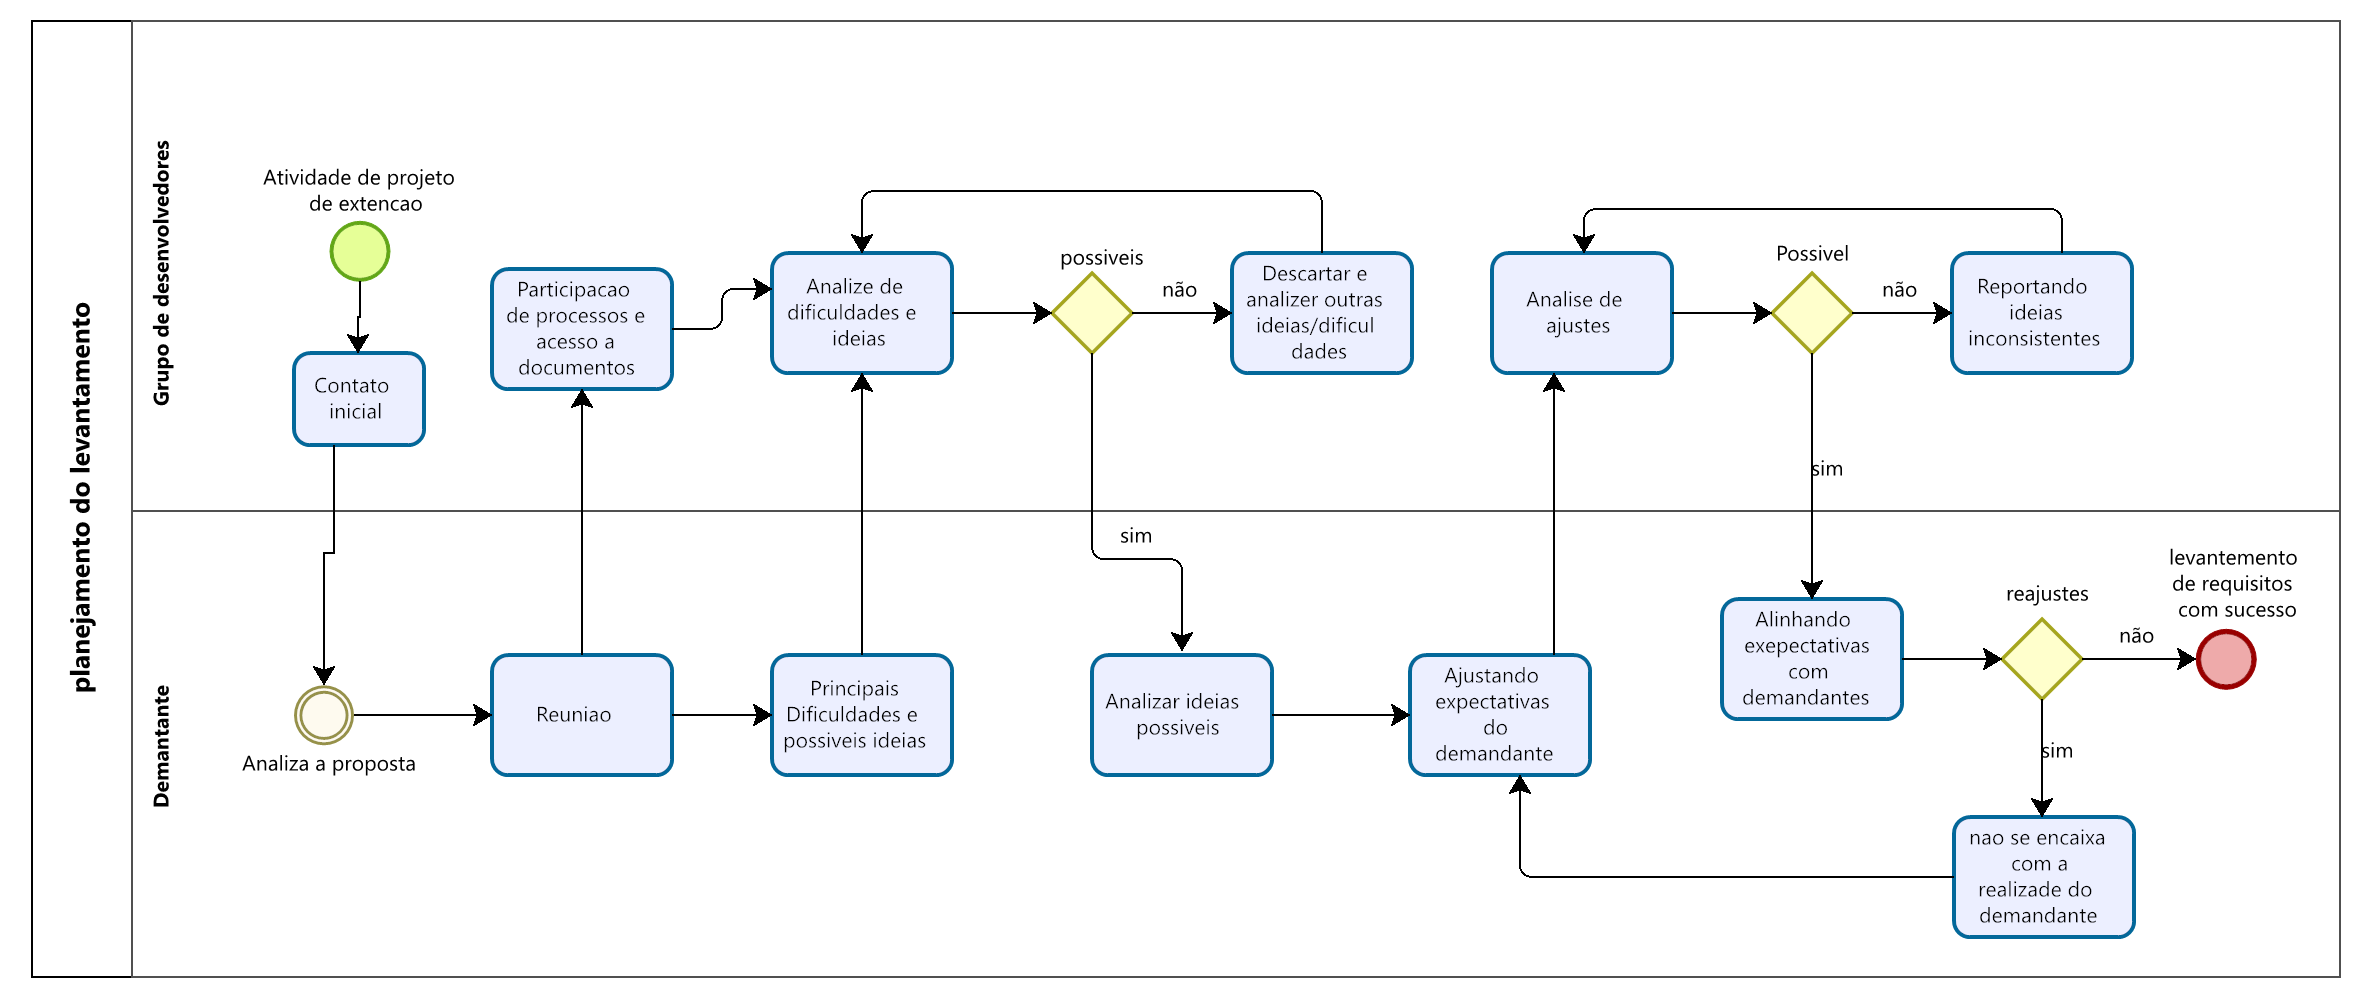 planejamento do levantamento
Grupo de desenvolvedores
Atividade de projeto
de extencao
Contato
inicial
Participacao
de processos e
acesso a
documentos
Analize de
dificuldades e
ideias
possiveis
não
Descartar e
analizer outras
ideias/dificul
dades
sim
Analise de
ajustes
Possivel
não
Reportando
ideias
inconsistentes
sim
Demantante
Analiza a proposta
Reuniao
Principais
Dificuldades e
possiveis ideias
Analizar ideias
possiveis
Ajustando
expectativas
do
demandante
Alinhando
exepectativas
com
demandantes
reajustes
não
levantemento
de requisitos
com sucesso
sim
nao se encaixa
com a
realizade do
demandante